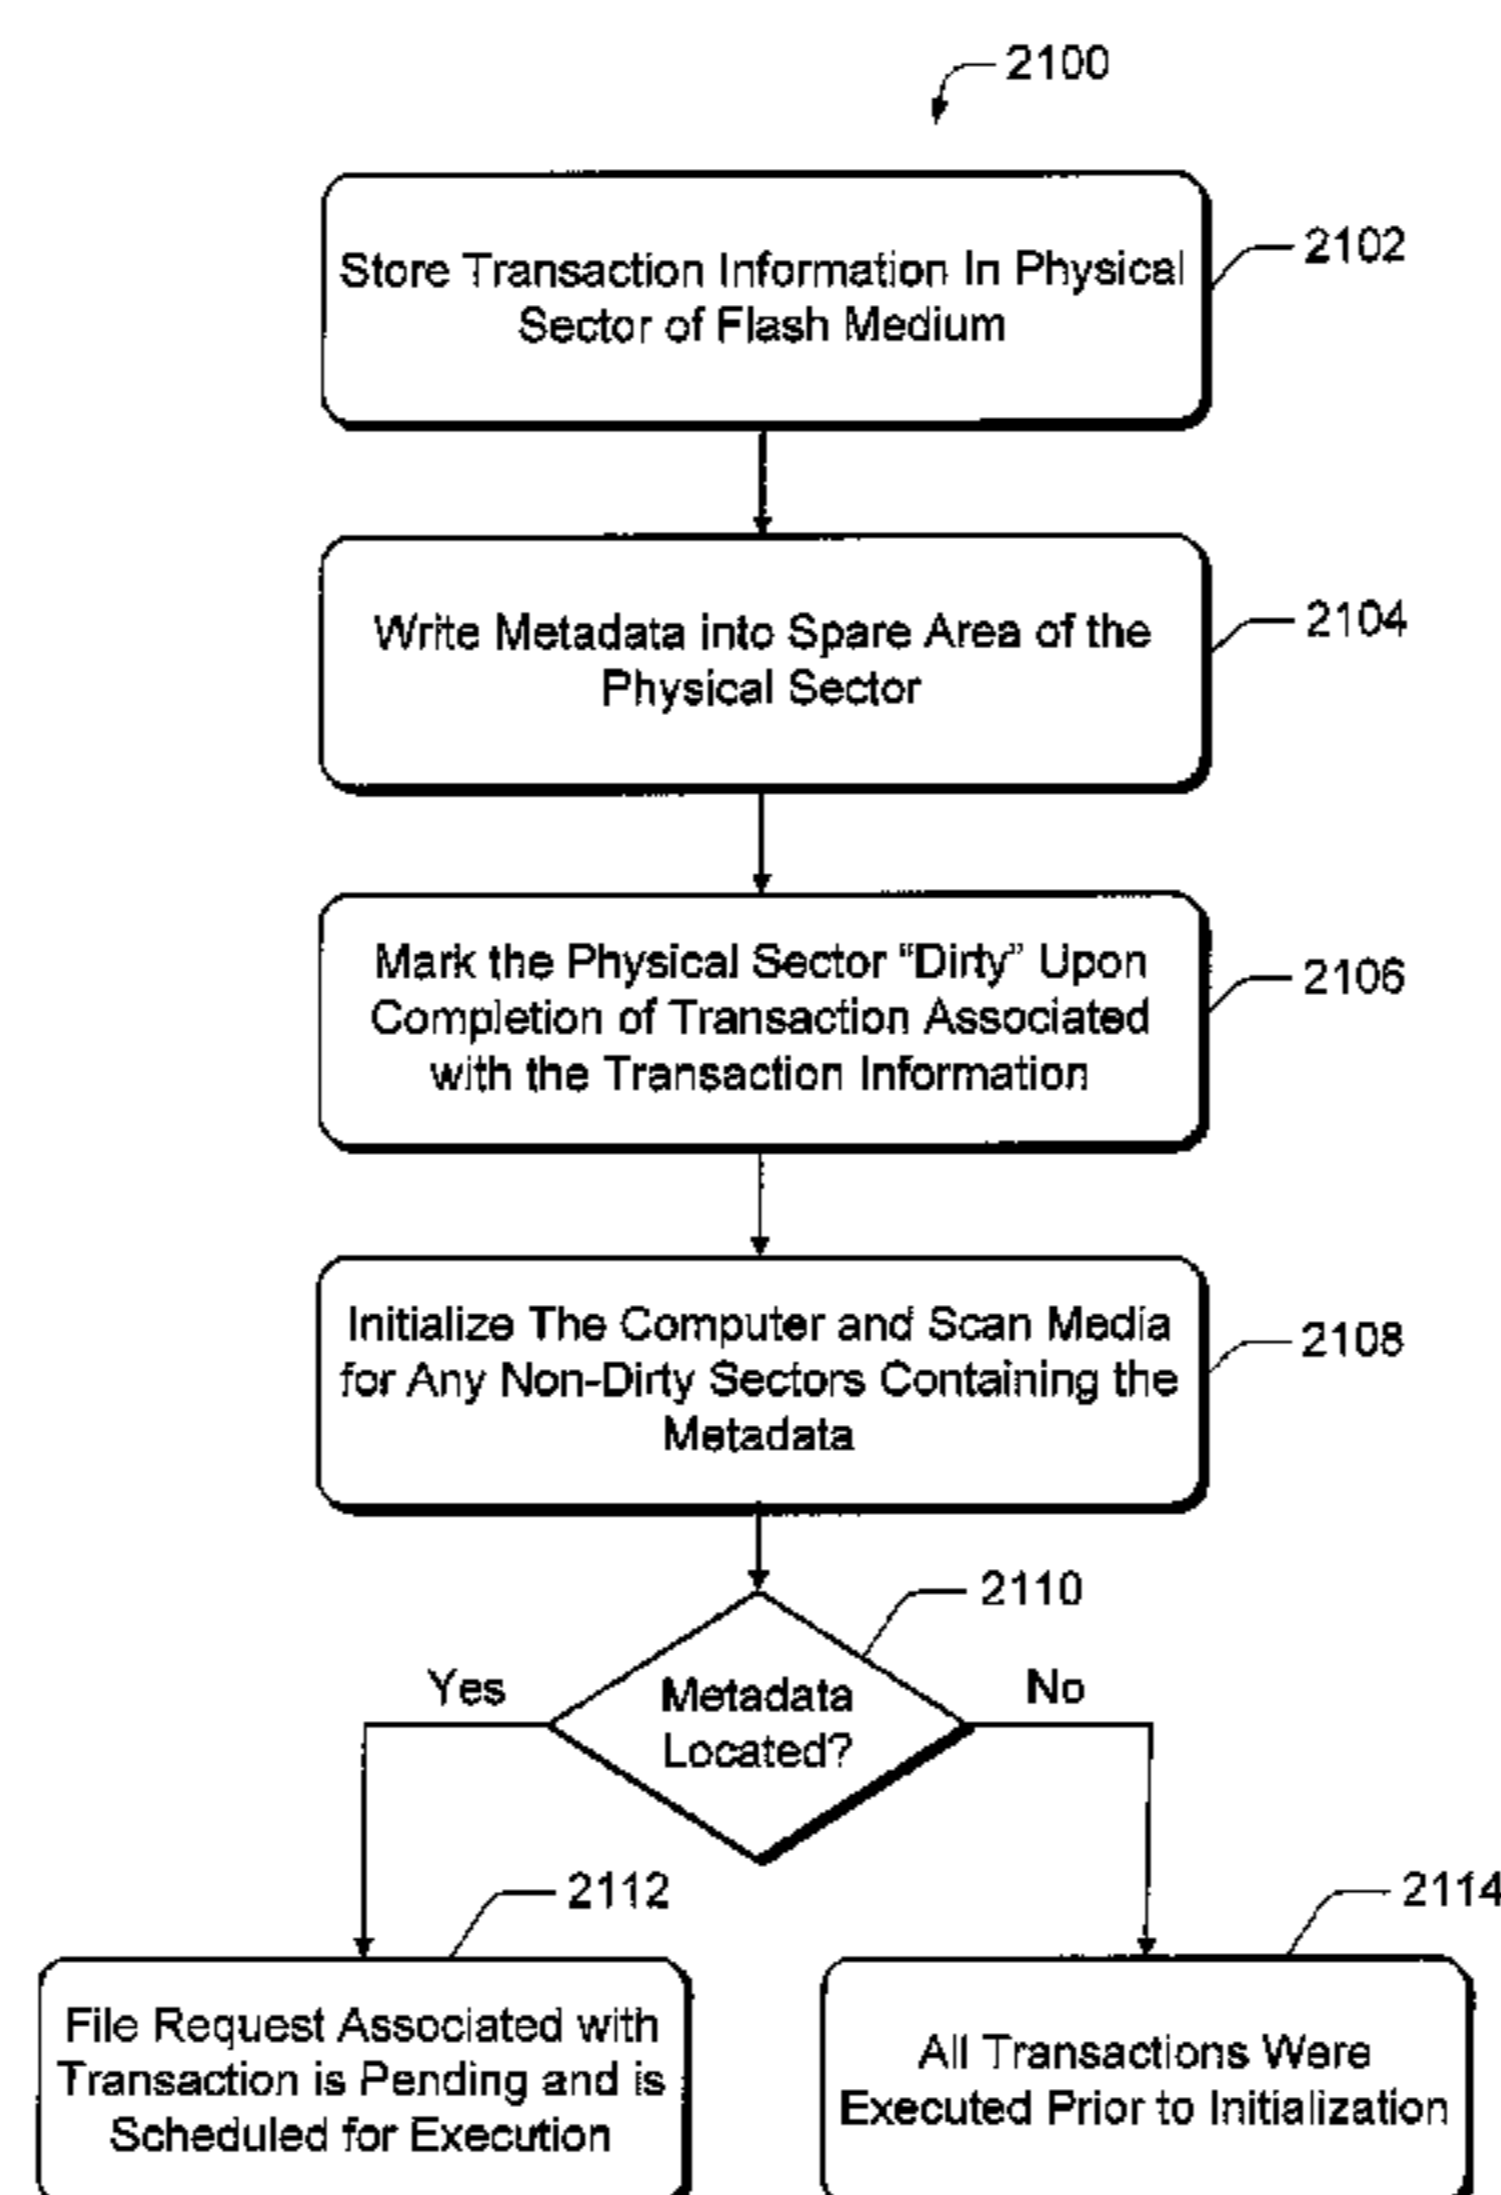 2100
Store Transaction Information In Physical
Sector of Flash Medium
2102
Write Metadata into Spare Area of the
Physical Sector
2104
Mark the Physical Sector “Dirty” Upon
Completion of Transaction Associated
with the Transaction Information
2106
Initialize The Computer and Scan Media
for Any Non-Dirty Sectors Containing the
Metadata
2108
2110
Metadata
Located?
Yes
No
2112
2114
File Request Associated with
Transaction is Pending and is
Scheduled for Execution
All Transactions Were
Executed Prior to Initialization